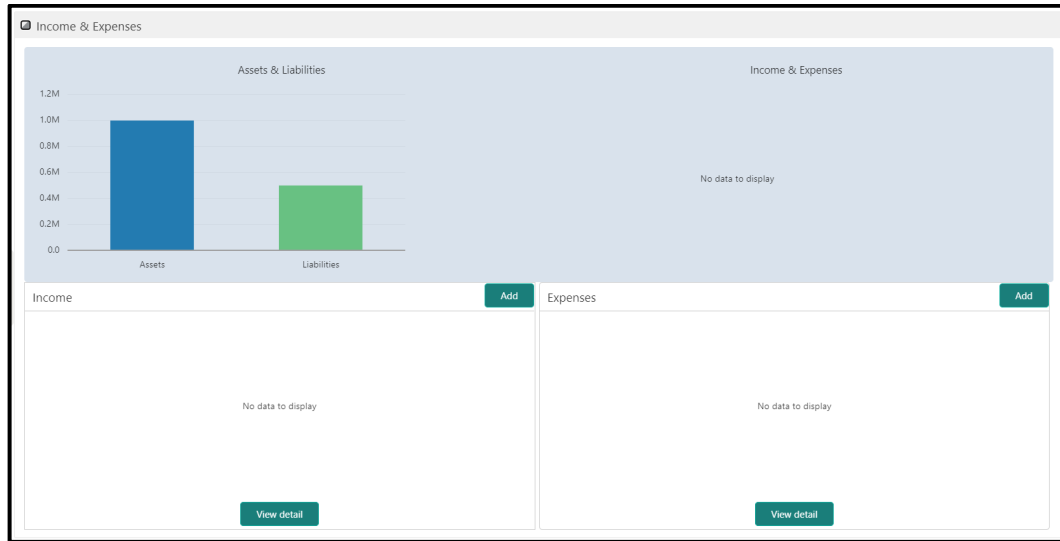 Income & Expenses
Assets & Liabilities
1.2M
1.0M
0.8M
0.6M
0.4M
0.2M
0.0
Assets
Liabilities
Income & Expenses
No data to display
Income
Add
No data to display
View detail
Expenses
Add
No data to display
View detail